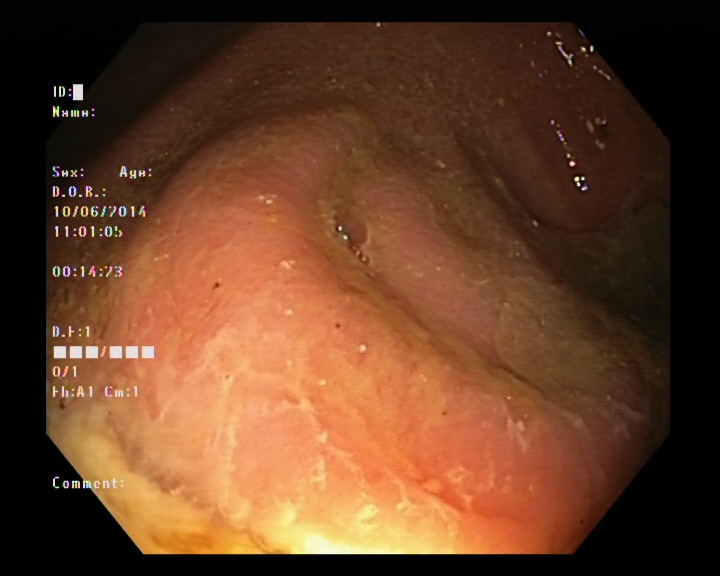 ID:
Name:
Sex: Age:
D.O.B.:
10/06/2014
11:01:05
00:14:23
D.F:1
■■■/■■■
0/1
Ph:A1 Cm:1
Comment: